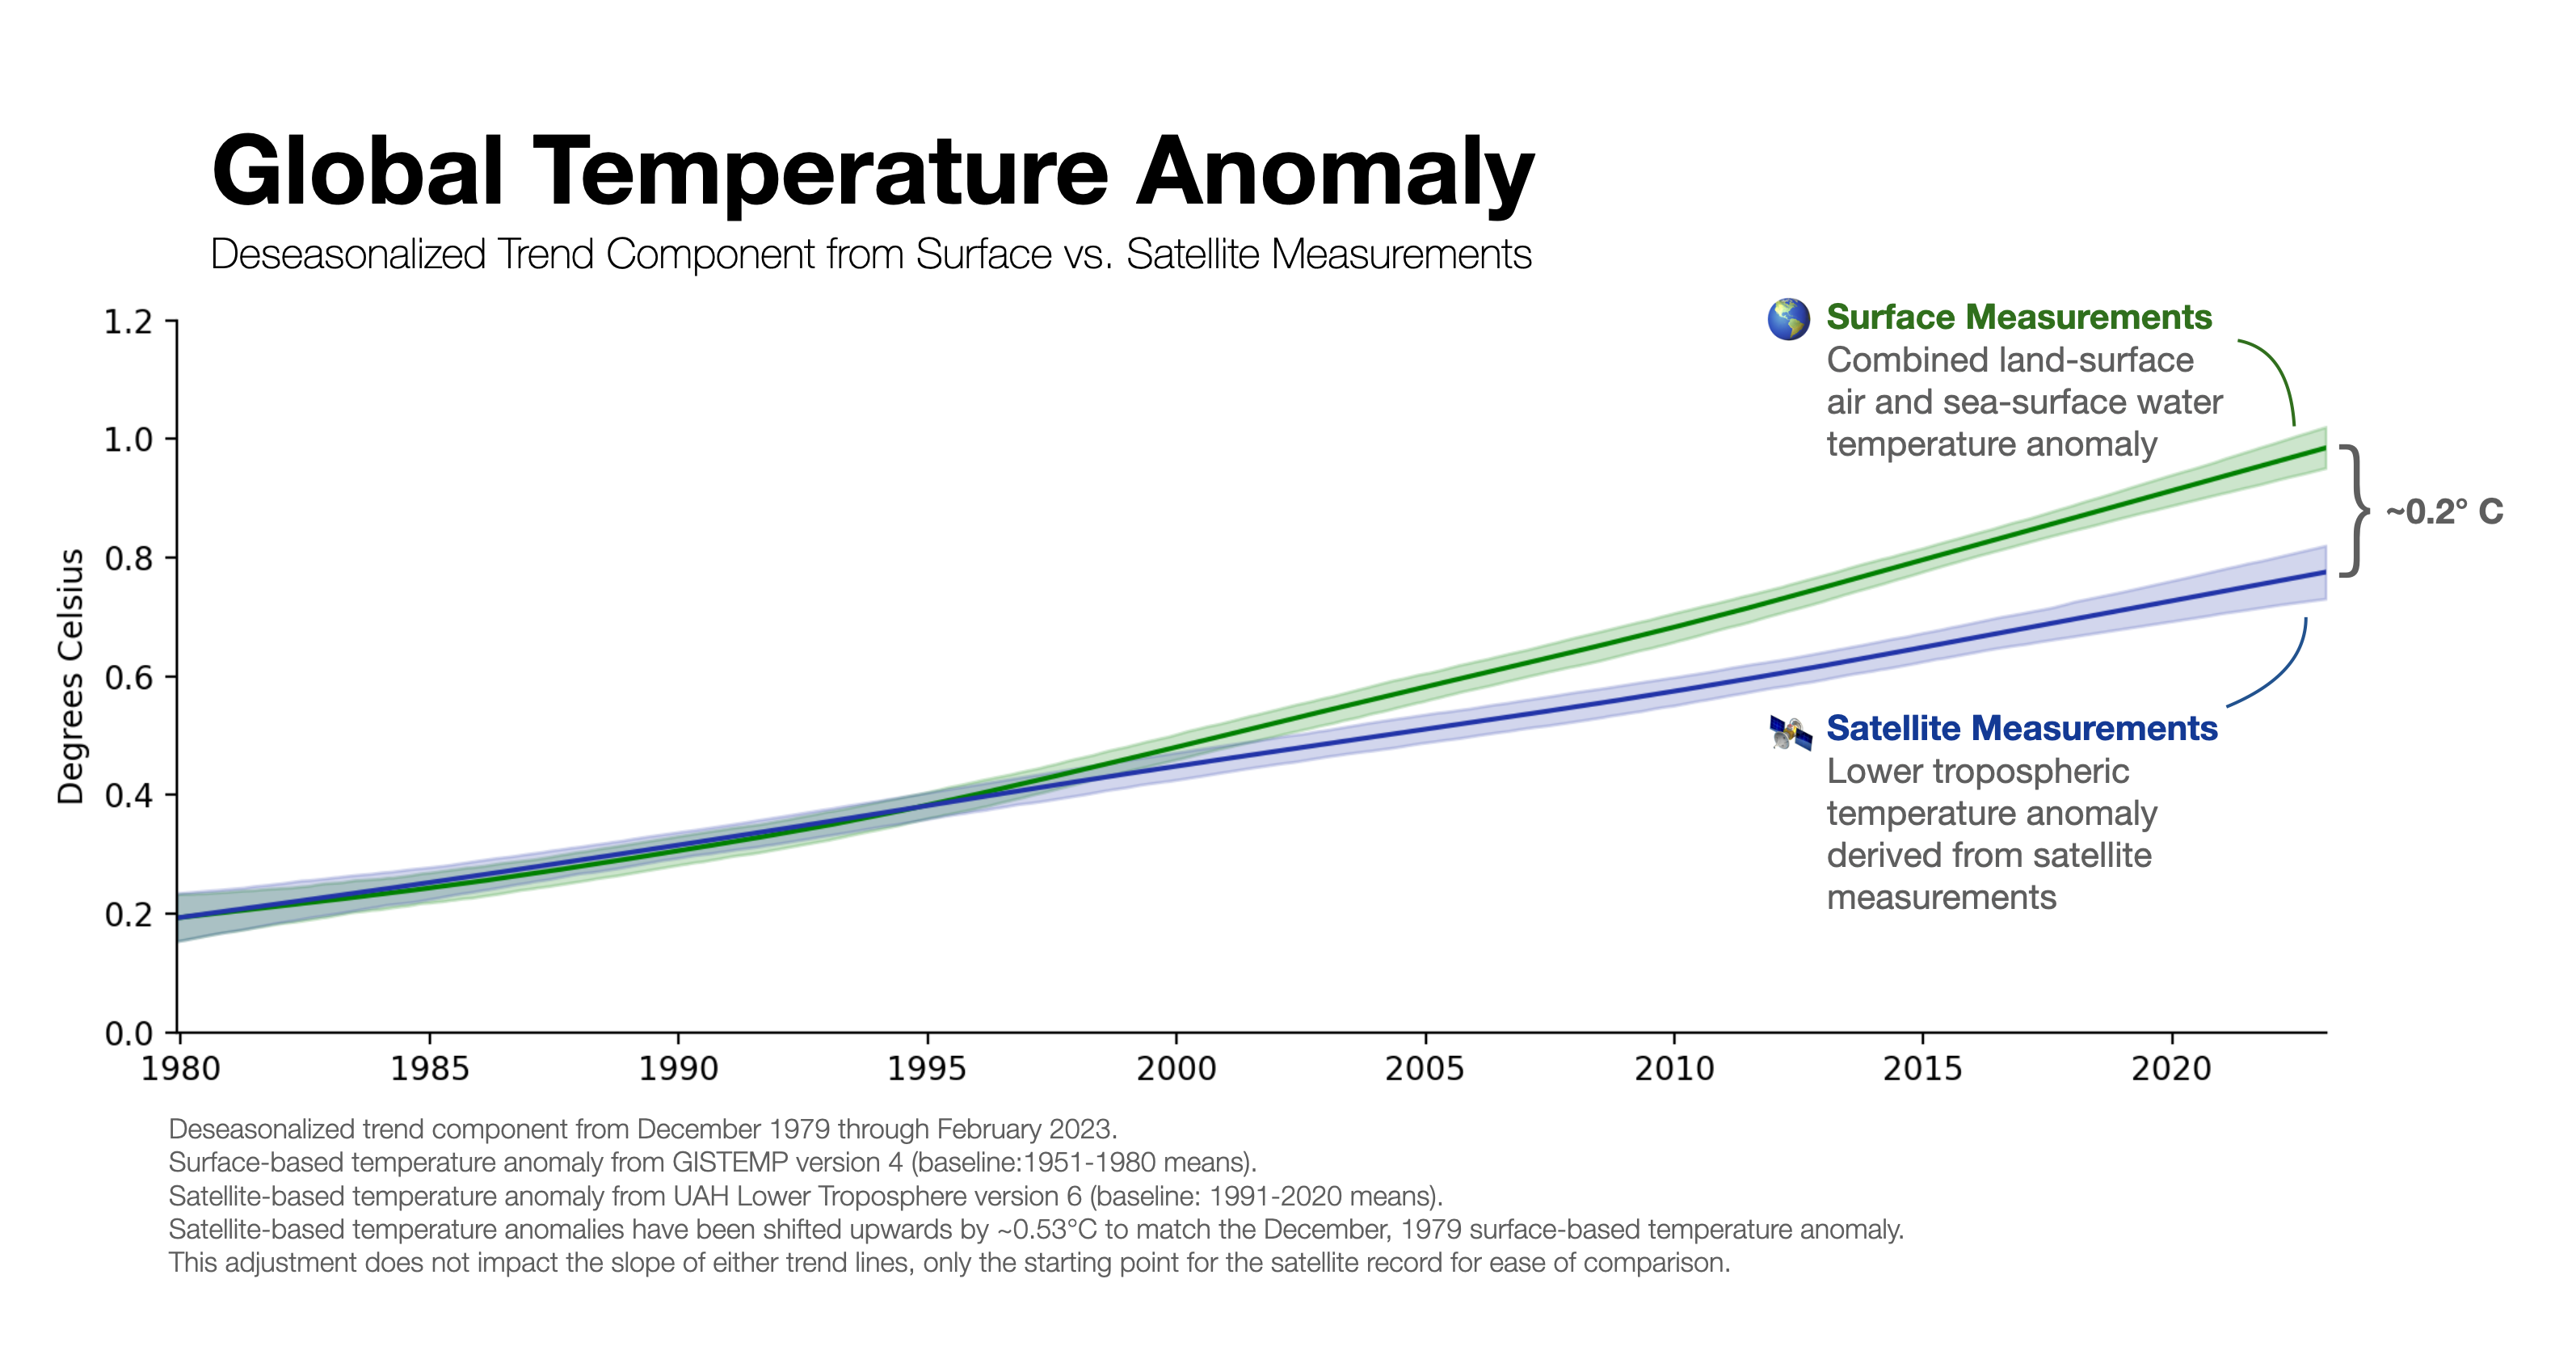 Global Temperature Anomaly
Deseasonalized Trend Component from Surface vs. Satellite Measurements
Degrees Celsius
1.2
1.0
0.8
0.6
0.4
0.2
0.0
Surface Measurements
Combined land-surface
air and sea-surface water
temperature anomaly
~0.2° C
Satellite Measurements
Lower tropospheric
temperature anomaly
derived from satellite
measurements
1980 1985 1990 1995 2000 2005 2010 2015 2020
Deseasonalized trend component from December 1979 through February 2023.
Surface-based temperature anomaly from GISTEMP version 4 (baseline:1951-1980 means).
Satellite-based temperature anomaly from UAH Lower Troposphere version 6 (baseline: 1991-2020 means).
Satellite-based temperature anomalies have been shifted upwards by ~0.53°C to match the December, 1979 surface-based temperature anomaly.
This adjustment does not impact the slope of either trend lines, only the starting point for the satellite record for ease of comparison.